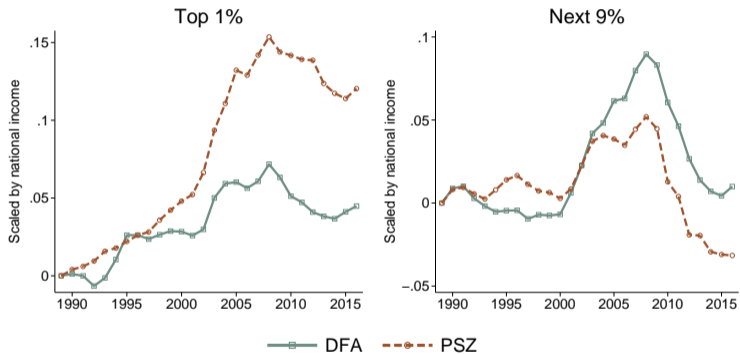 Top 1%
Scaled by national income
.15
.1
.05
0
1990 1995 2000 2005 2010 2015
Next 9%
Scaled by national income
.1
.05
0
-.05
1990 1995 2000 2005 2010 2015
DFA PSZ